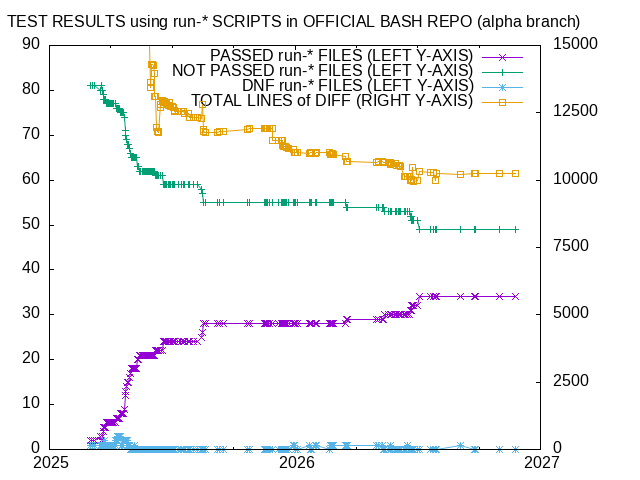 TEST RESULTS using run-* SCRIPTS in OFFICIAL BASH REPO (alpha branch)
90 15000
PASSED run-* FILES (LEFT Y-AXIS)
NOT PASSED run-* FILES (LEFT Y-AXIS)
DNF run-* FILES (LEFT Y-AXIS)
TOTAL LINES of DIFF (RIGHT Y-AXIS)
80
12500
70
60 10000
50
7500
40
30 5000
20
2500
10
0 0
2025 2026 2027